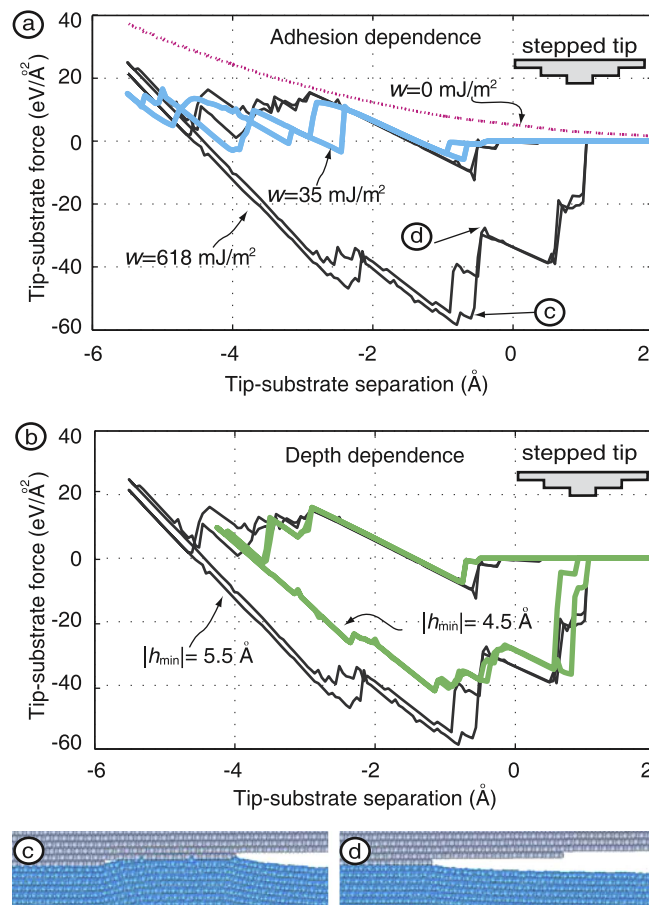 a
Adhesion dependence
stepped tip
w=0 mJ/m²
w=35 mJ/m²
w=618 mJ/m²
d
c
40
20
0
-20
-40
-60
Tip-substrate force (eV/Å²)
-6
-4
-2
0
2
Tip-substrate separation (Å)
b
Depth dependence
stepped tip
|hmin|= 4.5 Å
|hmin|= 5.5 Å
40
20
0
-20
-40
-60
Tip-substrate force (eV/Å²)
-6
-4
-2
0
2
Tip-substrate separation (Å)
c
d